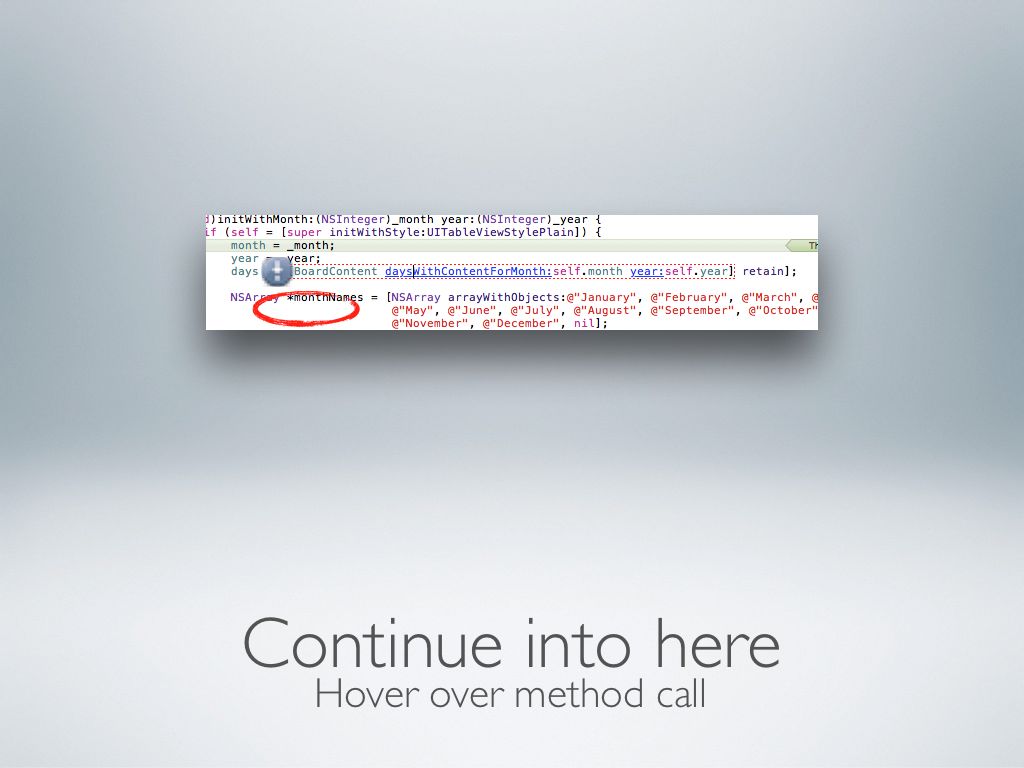 d)initWithMonth:(NSInteger)_month year:(NSInteger)_year {
if (self = [super initWithStyle:UITableViewStylePlain]) {
month = _month; Th
year _year;
days BoardContent daysWithContentForMonth:self.month year:self.year] retain];
NSArray *monthNames = [NSArray arrayWithObjects:@"January", @"February", @"March", @
@"May", @"June", @"July", @"August", @"September", @"October"
@"November", @"December", nil];
Continue into here
Hover over method call